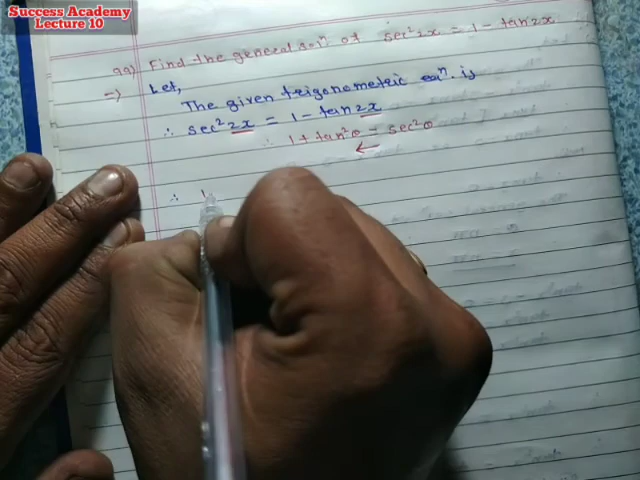 Success Academy
Lecture 10
99) Find the general solⁿ of sec²2x = 1 - tan2x
=> Let,
The given trigonometric eqⁿ. is
∴ sec²2x = 1 - tan2x
∴ 1 + tan²θ = sec²θ
←
∴ 1